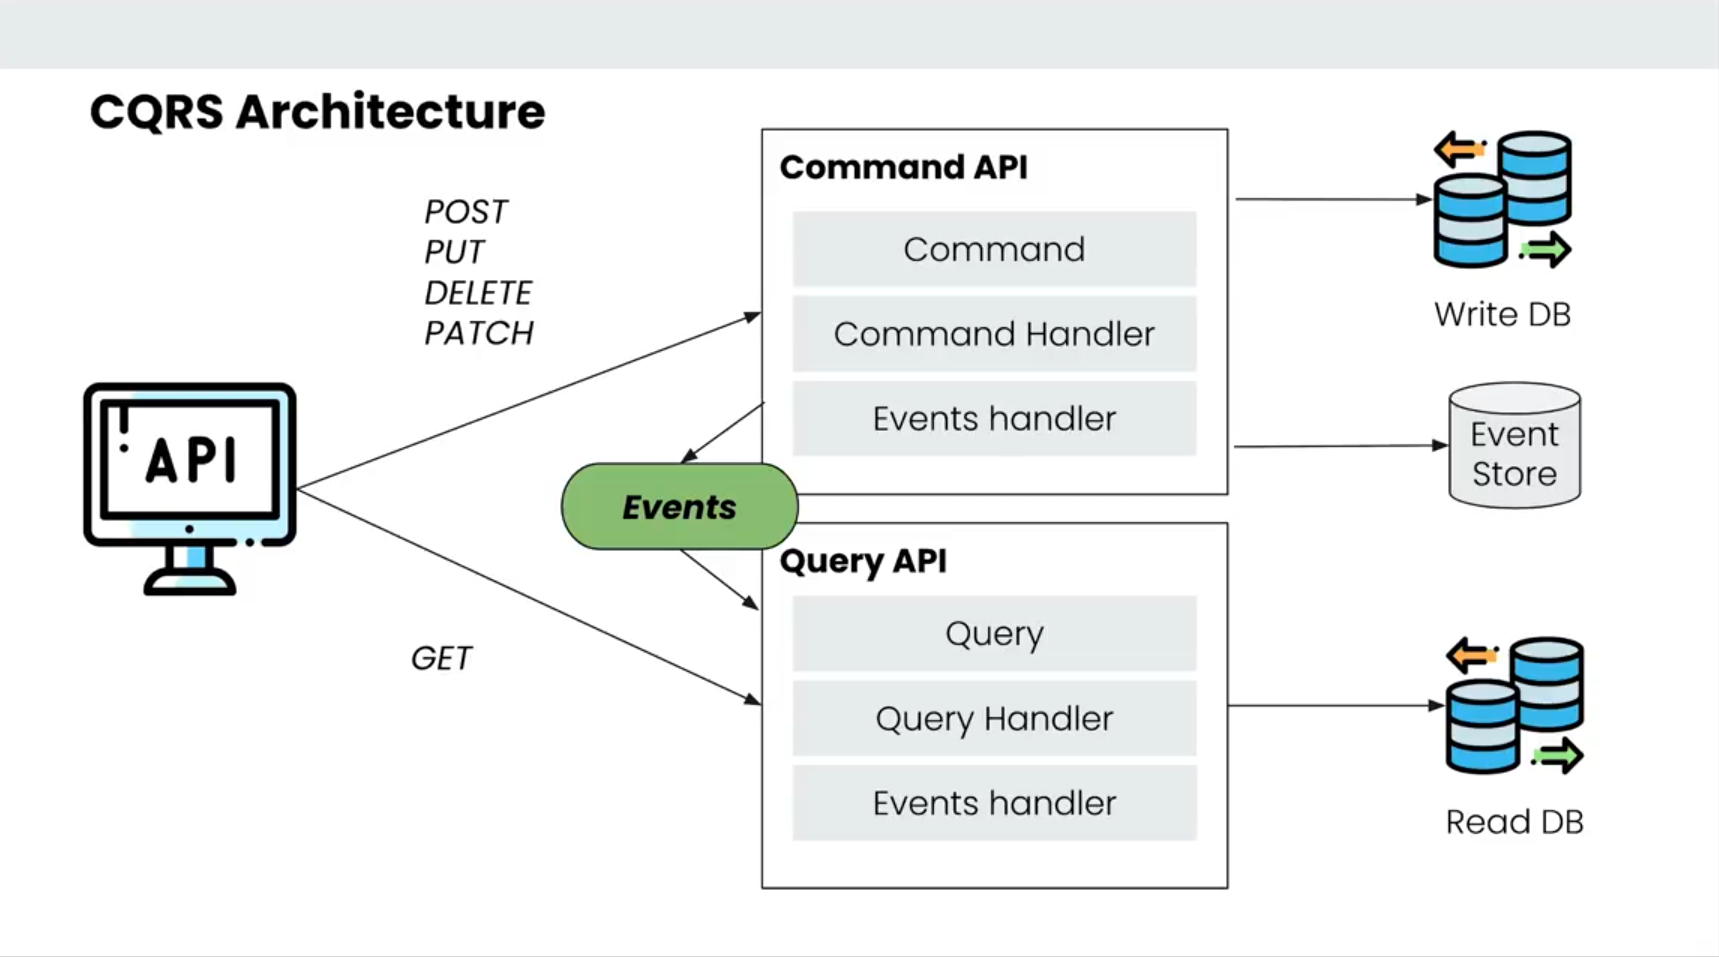 CQRS Architecture
POST
PUT
DELETE
PATCH
API
GET
Events
Command API
Command
Command Handler
Events handler
Query API
Query
Query Handler
Events handler
Write DB
Event
Store
Read DB